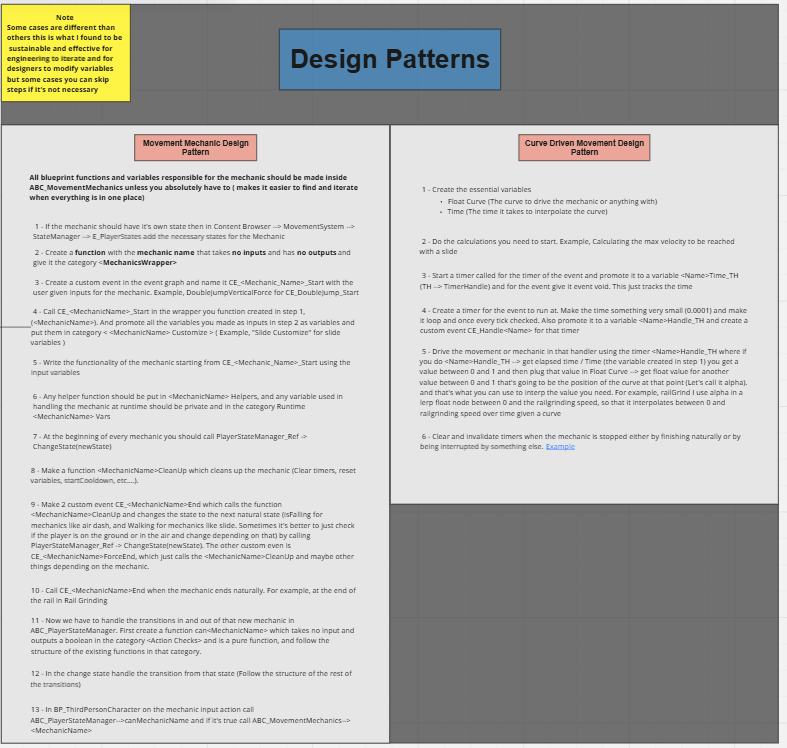 Note
Some cases are different than
others this is what I found to be
sustainable and effective for
engineering to iterate and for
designers to modify variables
but some cases you can skip
steps if it's not necessary
Design Patterns
Movement Mechanic Design
Pattern
All blueprint functions and variables responsible for the mechanic should be made inside
ABC_MovementMechanics unless you absolutely have to ( makes it easier to find and iterate
when everything is in one place)
1 - If the mechanic should have it's own state then in Content Browser --> MovementSystem -->
StateManager --> E_PlayerStates add the necessary states for the Mechanic
2 - Create a function with the mechanic name that takes no inputs and has no outputs and
give it the category <MechanicsWrapper>
3 - Create a custom event in the event graph and name it CE_<Mechanic_Name>_Start with the
user given inputs for the mechanic. Example, DoubleJumpVerticalForce for CE_DoubleJump_Start
4 - Call CE_<MechanicName>_Start in the wrapper you function created in step 1,
(<MechanicName>). And promote all the variables you made as inputs in step 2 as variables and
put them in category < <MechanicName> Customize > ( Example, "Slide Customize" for slide
variables )
5 - Write the functionality of the mechanic starting from CE_<Mechanic_Name>_Start using the
input variables
6 - Any helper function should be put in <MechanicName> Helpers, and any variable used in
handling the mechanic at runtime should be private and in the category Runtime
<MechanicName> Vars
7 - At the beginning of every mechanic you should call PlayerStateManager_Ref ->
ChangeState(newState)
8 - Make a function <MechanicName>CleanUp which cleans up the mechanic (Clear timers, reset
variables, startCooldown, etc....).
9 - Make 2 custom event CE_<MechanicName>End which calls the function
<MechanicName>CleanUp and changes the state to the next natural state (isFalling for
mechanics like air dash, and Walking for mechanics like slide. Sometimes it's better to just check
if the player is on the ground or in the air and change depending on that) by calling
PlayerStateManager_Ref -> ChangeState(newState). The other custom even is
CE_<MechanicName>ForceEnd, which just calls the <MechanicName>CleanUp and maybe other
things depending on the mechanic.
10 - Call CE_<MechanicName>End when the mechanic ends naturally. For example, at the end of
the rail in Rail Grinding
11 - Now we have to handle the transitions in and out of that new mechanic in
ABC_PlayerStateManager. First create a function can<MechanicName> which takes no input and
outputs a boolean in the category <Action Checks> and is a pure function, and follow the
structure of the existing functions in that category.
12 - In the change state handle the transition from that state (Follow the structure of the rest of
the transitions)
13 - In BP_ThirdPersonCharacter on the mechanic input action call
ABC_PlayerStateManager-->canMechanicName and if it's true call ABC_MovementMechanics-->
<MechanicName>
Curve Driven Movement Design
Pattern
1 - Create the essential variables
• Float Curve (The curve to drive the mechanic or anything with)
• Time (The time it takes to interpolate the curve)
2 - Do the calculations you need to start. Example, Calculating the max velocity to be reached
with a slide
3 - Start a timer called for the timer of the event and promote it to a variable <Name>Time_TH
(TH --> TimerHandle) and for the event give it event void. This just tracks the time
4 - Create a timer for the event to run at. Make the time something very small (0.0001) and make
it loop and once every tick checked. Also promote it to a variable <Name>Handle_TH and create a
custom event CE_Handle<Name> for that timer
5 - Drive the movement or mechanic in that handler using the timer <Name>Handle_TH where if
you do <Name>Handle_TH --> get elapsed time / Time (the variable created in step 1) you get a
value between 0 and 1 and then plug that value in Float Curve --> get float value for another
value between 0 and 1 that's going to be the position of the curve at that point (Let's call it alpha).
and that's what you can use to interp the value you need. For example, railGrind I use alpha in a
lerp float node between 0 and the railgrinding speed, so that it interpolates between 0 and
railgrinding speed over time given a curve
6 - Clear and invalidate timers when the mechanic is stopped either by finishing naturally or by
being interrupted by something else. Example